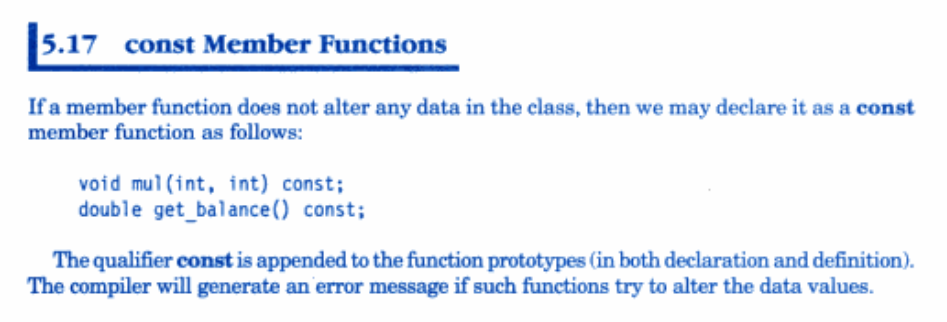 5.17 const Member Functions
If a member function does not alter any data in the class, then we may declare it as a const
member function as follows:
void mul(int, int) const;
double get_balance() const;
The qualifier const is appended to the function prototypes (in both declaration and definition).
The compiler will generate an error message if such functions try to alter the data values.